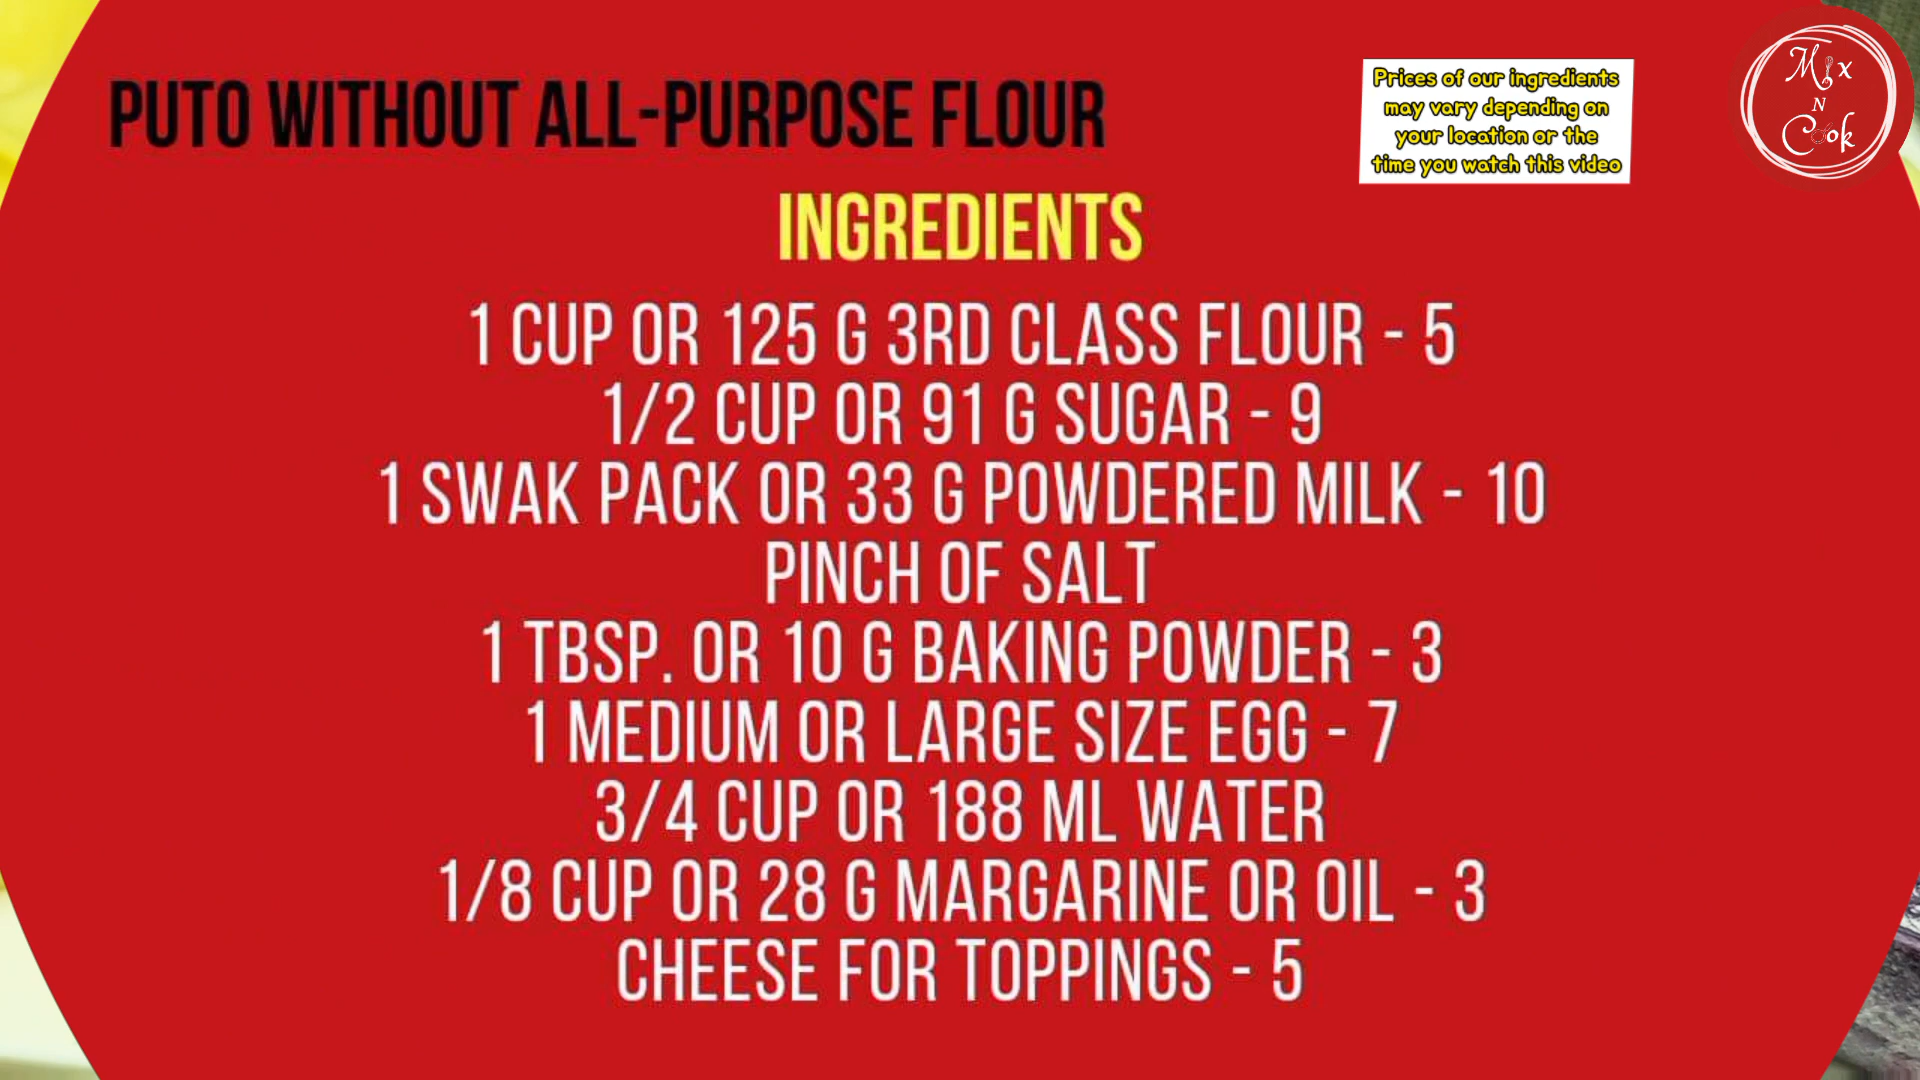 PUTO WITHOUT ALL-PURPOSE FLOUR
Prices of our ingredients
may vary depending on
your location or the
time you watch this video
Mix
N
Cook
INGREDIENTS
1 CUP OR 125 G 3RD CLASS FLOUR - 5
1/2 CUP OR 91 G SUGAR - 9
1 SWAK PACK OR 33 G POWDERED MILK - 10
PINCH OF SALT
1 TBSP. OR 10 G BAKING POWDER - 3
1 MEDIUM OR LARGE SIZE EGG - 7
3/4 CUP OR 188 ML WATER
1/8 CUP OR 28 G MARGARINE OR OIL - 3
CHEESE FOR TOPPINGS - 5